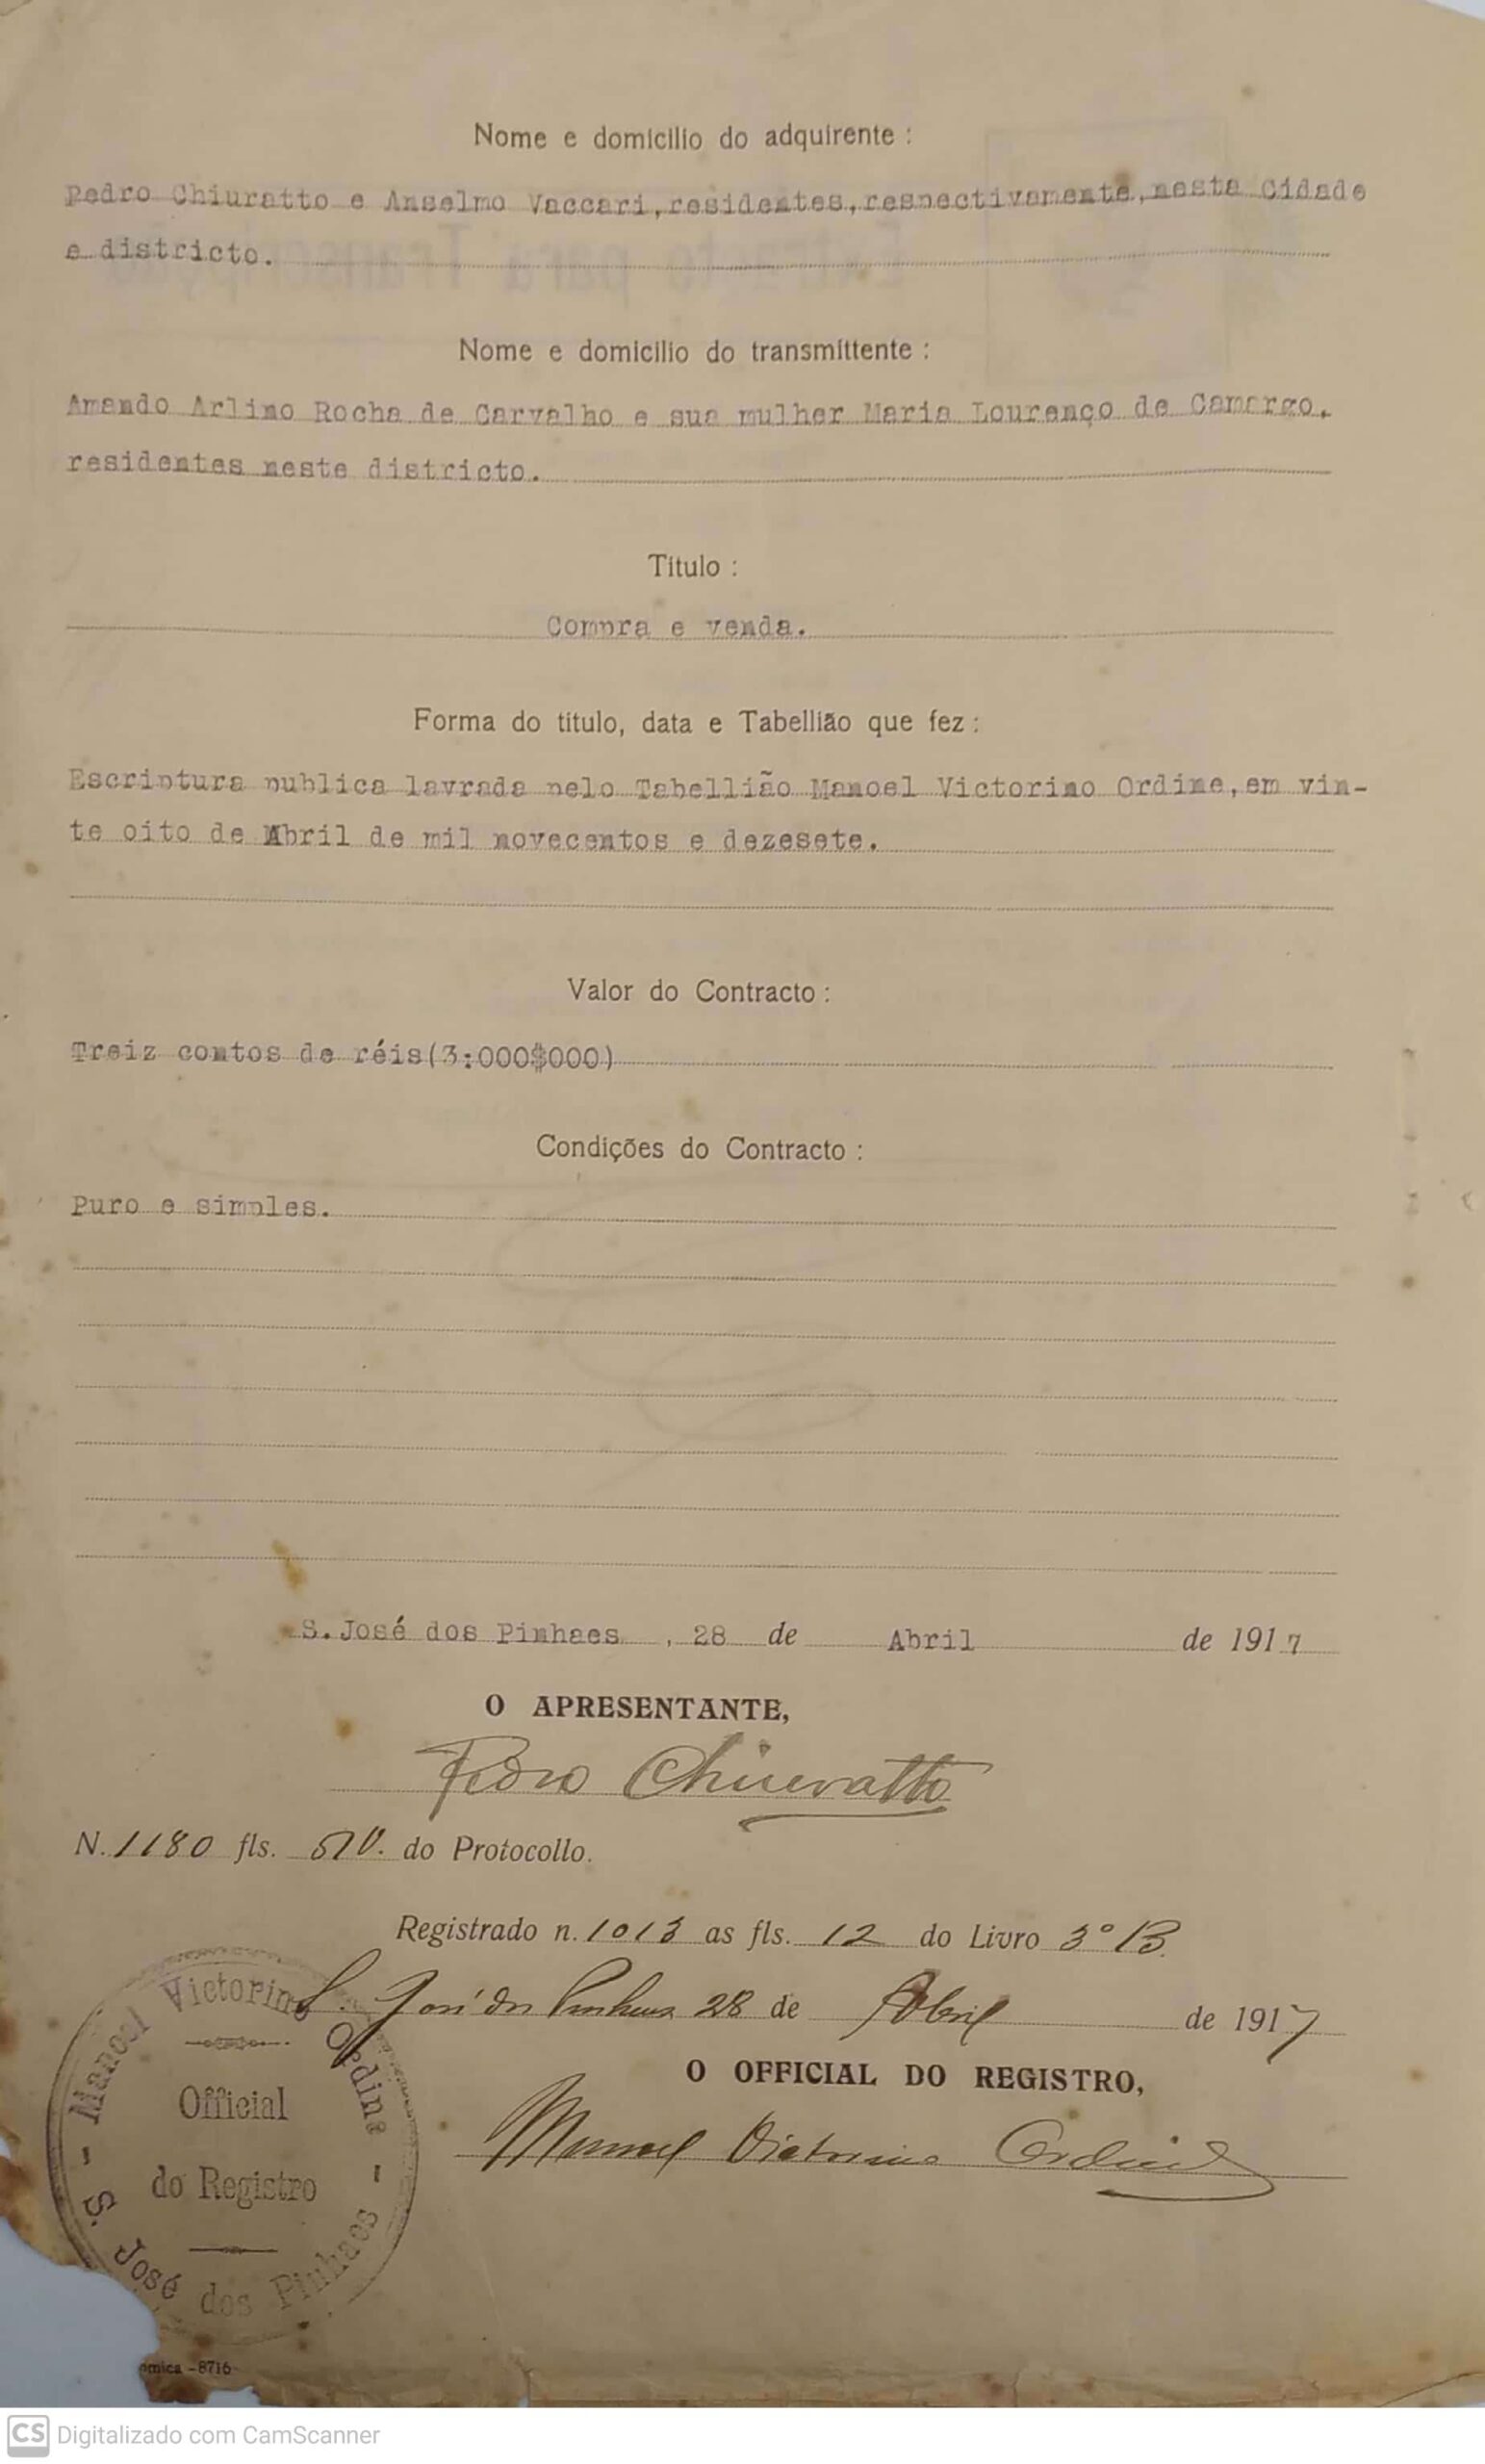 Nome e domicilio do adquirente :
Pedro Chiuratto e Anselmo Vaccari, residentes, respectivamente, nesta Cidade
e districto.
Nome e domicilio do transmittente :
Amando Arlino Rocha de Carvalho e sua mulher Maria Lourenço de Camargo,
residentes neste districto.
Titulo :
Compra e venda.
Forma do titulo, data e Tabellião que fez :
Escriptura publica lavrada pelo Tabellião Manoel Victorino Ordine, em vin-
te oito de Abril de mil novecentos e dezesete.
Valor do Contracto :
Treiz contos de réis(3:000$000)
Condições do Contracto :
Puro e simples.
S. José dos Pinhaes , 28 de Abril de 1917
O APRESENTANTE,
Pedro Chiuratto
N. 1180 fls. 57v. do Protocollo.
Registrado n. 1013 as fls. 12 do Livro 3º B.
S. José dos Pinhaes 28 de Abril de 1917
O OFFICIAL DO REGISTRO,
Manoel Victorino Ordine
- Manoel Victorino Ordine -
Official
do Registro
S. José dos Pinhaes
omica - 8716
CS Digitalizado com CamScanner